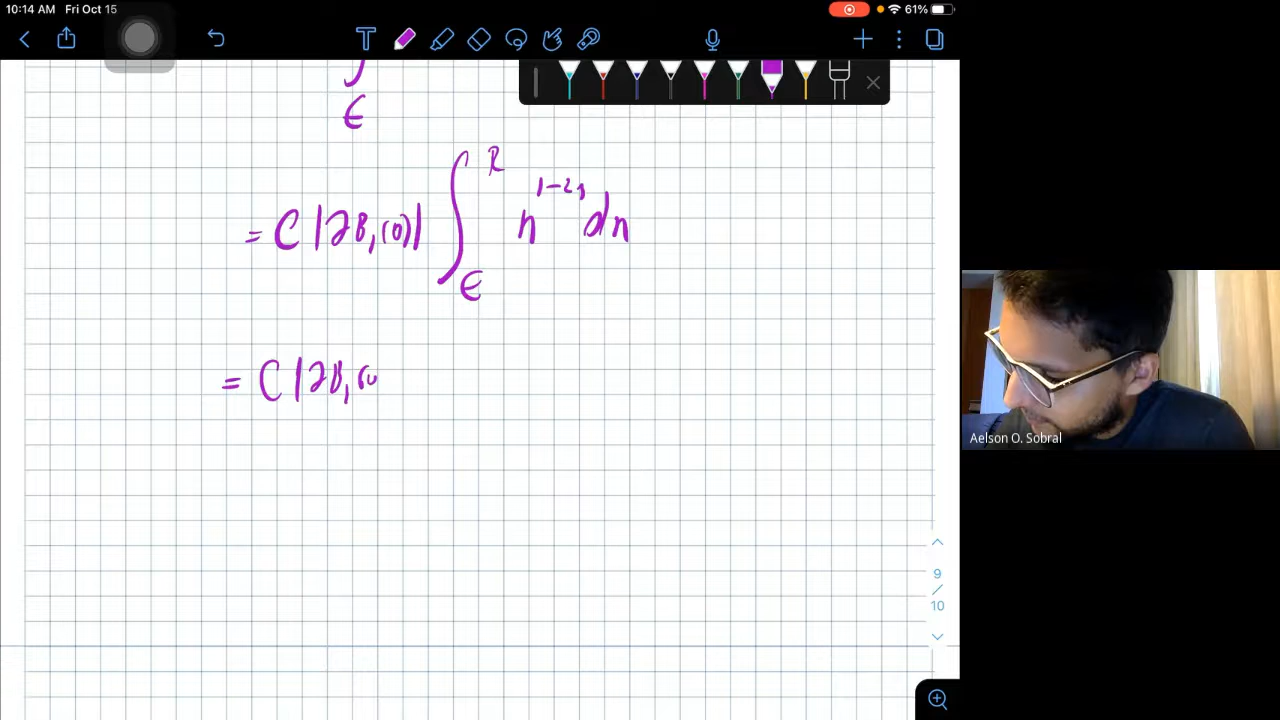 10:14 AM Fri Oct 15
61%
T
ϵ
= C |∂B₁(0)| ∫_ϵ^R r^{1-2s} dr
= C |∂B₁(0
9
/
10
Aelson O. Sobral